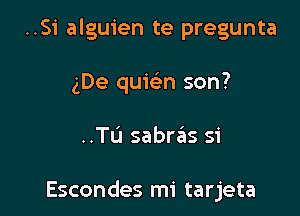 ..Si alguien te pregunta
¿De quién son?
..Tú sabrás si
Escondes mi tarjeta